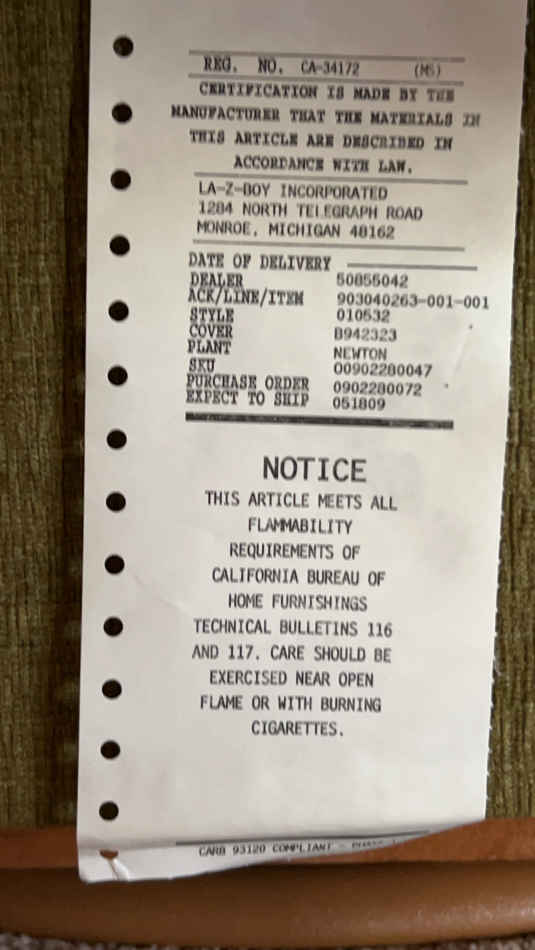 REG. NO. CA-34172 (MS)
CERTIFICATION IS MADE BY THE
MANUFACTURER THAT THE MATERIALS IN
THIS ARTICLE ARE DESCRIBED IN
ACCORDANCE WITH LAW.
LA-Z-BOY INCORPORATED
1284 NORTH TELEGRAPH ROAD
MONROE, MICHIGAN 48162
DATE OF DELIVERY
DEALER 50855042
ACK/LINE/ITEM 903040263-001-001
STYLE 010532
COVER B942323
PLANT NEWTON
SKU 00902280047
PURCHASE ORDER 0902280072
EXPECT TO SHIP 051809
NOTICE
THIS ARTICLE MEETS ALL
FLAMMABILITY
REQUIREMENTS OF
CALIFORNIA BUREAU OF
HOME FURNISHINGS
TECHNICAL BULLETINS 116
AND 117. CARE SHOULD BE
EXERCISED NEAR OPEN
FLAME OR WITH BURNING
CIGARETTES.
CARB 93120 COMPLIANT -